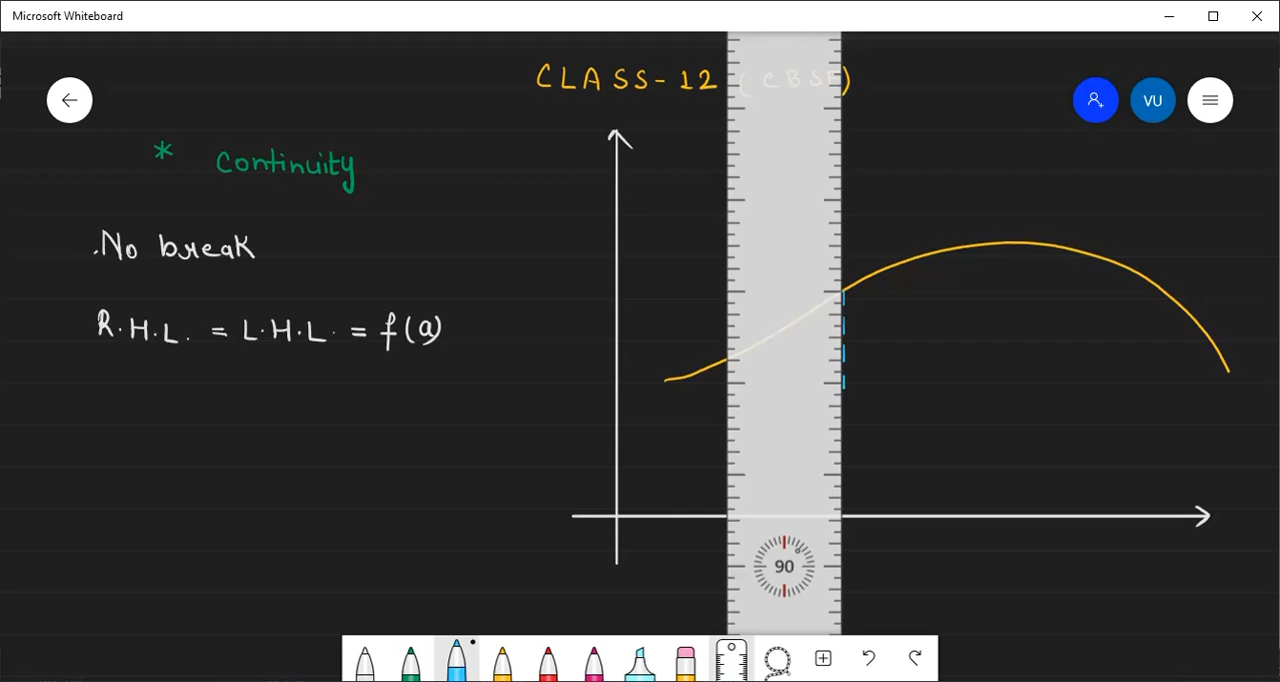 Microsoft Whiteboard
CLASS-12 (CBSE)
VU
* Continuity
.No break
R.H.L. = L.H.L. = f(a)
90